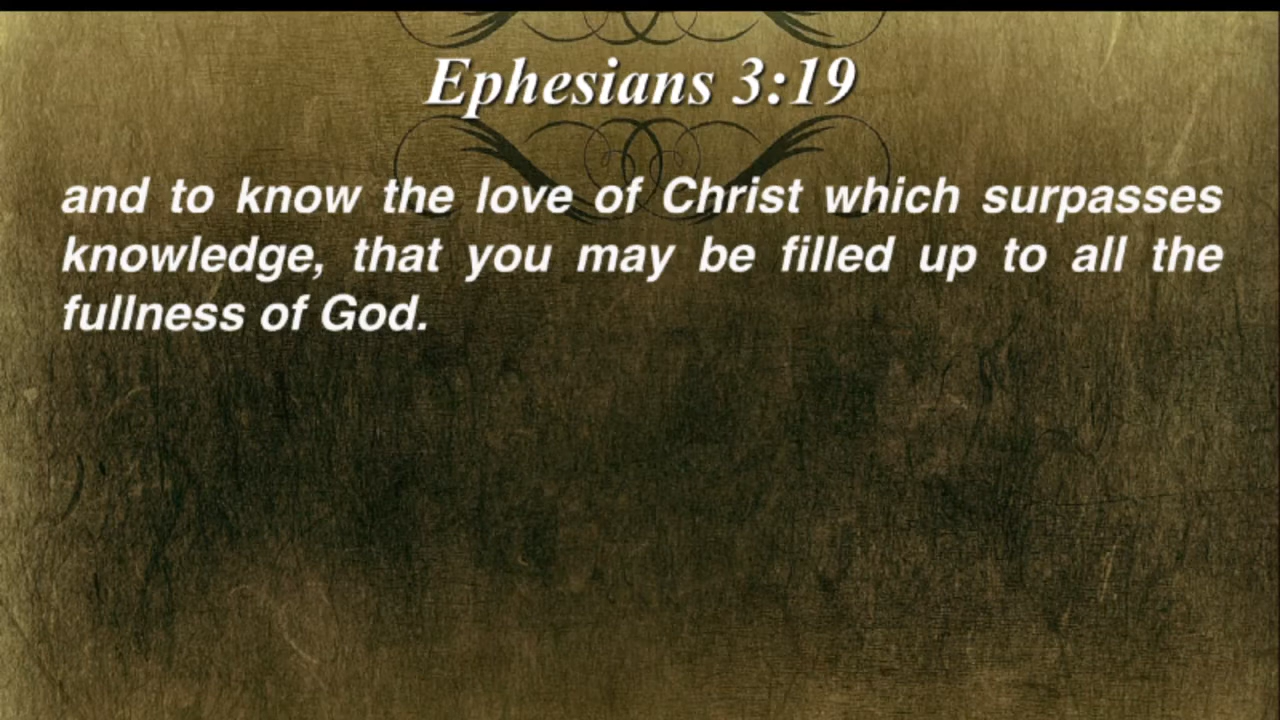 Ephesians 3:19
and to know the love of Christ which surpasses
knowledge, that you may be filled up to all the
fullness of God.